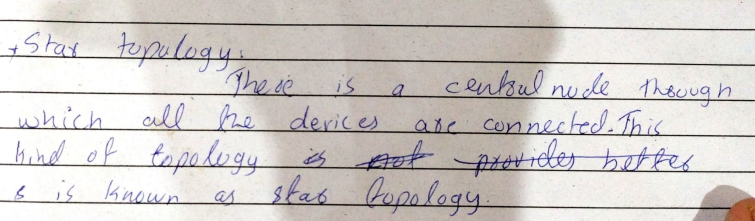 + Star topology:
There is a central node through
which all the devices are connected. This
kind of topology is not provides better
s is known as star topology.